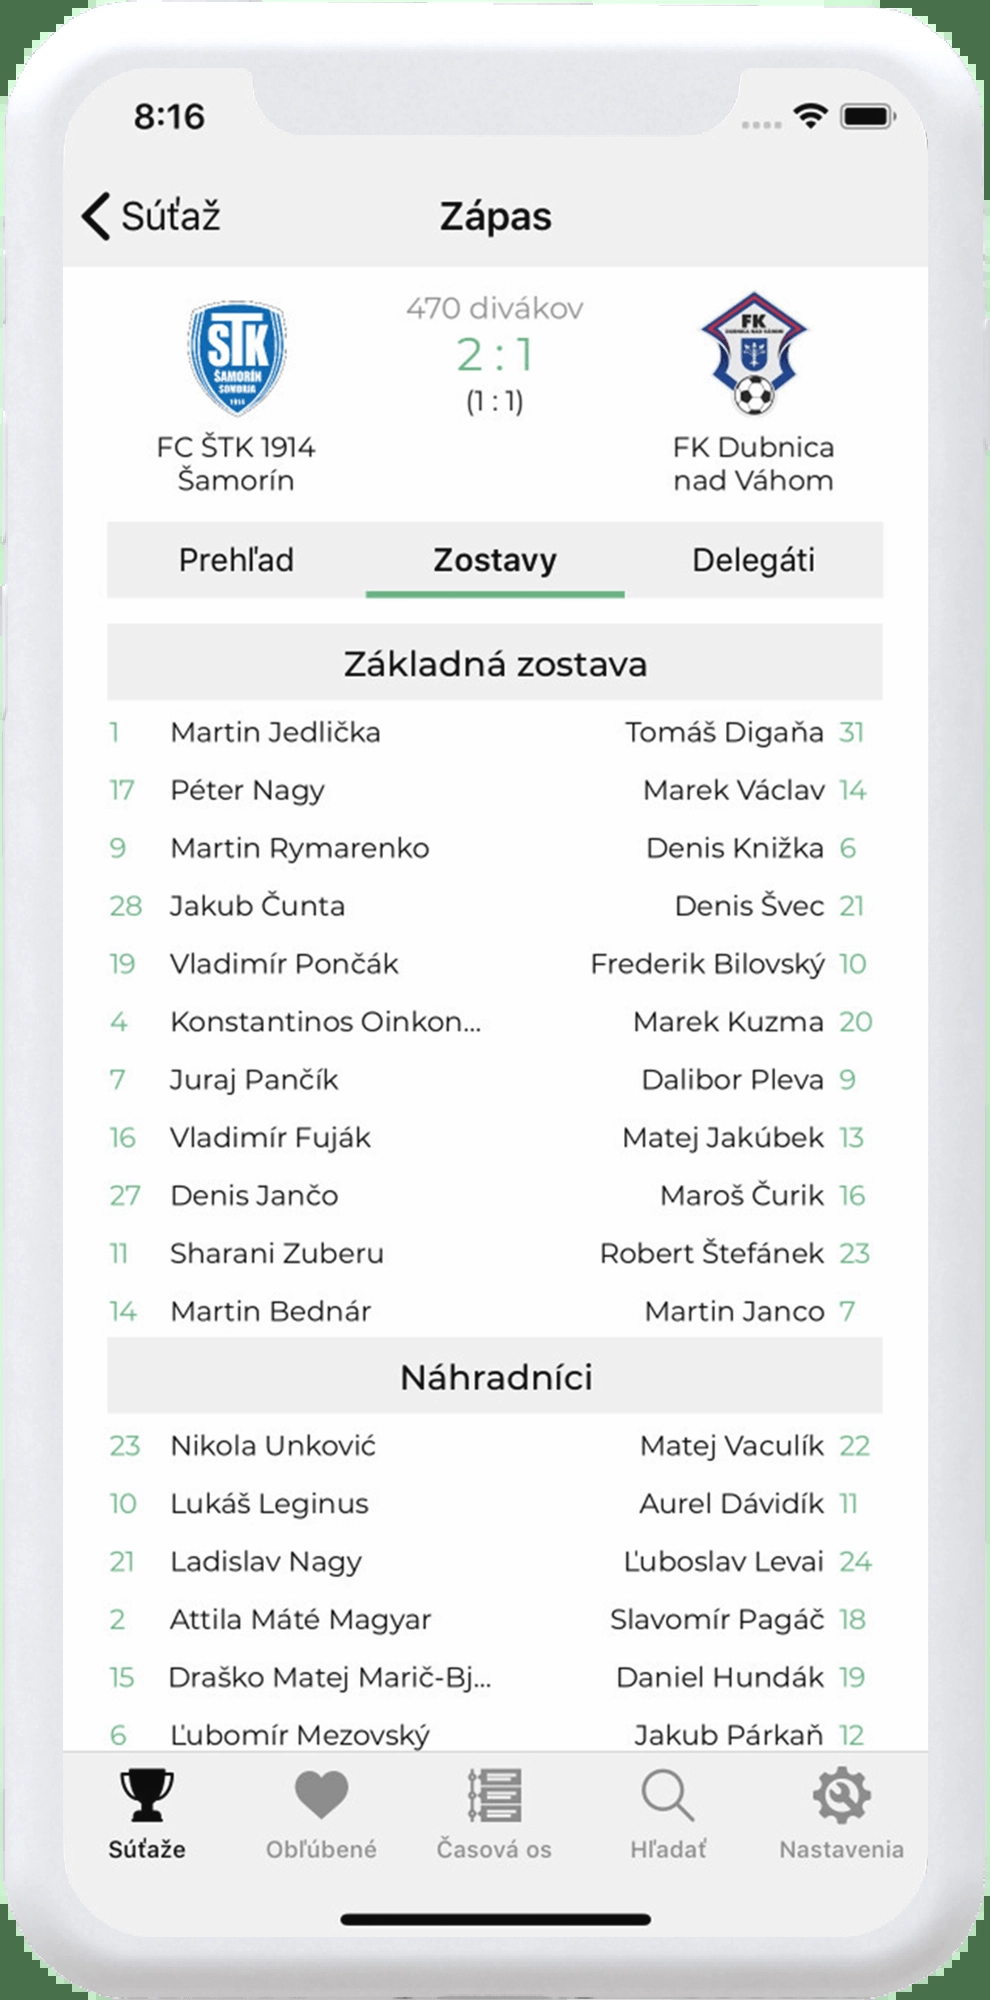 8:16
Súťaž
Zápas
470 divákov
2 : 1
(1 : 1)
ŠTK
ŠAMORÍN
ŠOMORJA
1914
FK
DUBNICA NAD VÁHOM
FC ŠTK 1914
Šamorín
FK Dubnica
nad Váhom
Prehľad Zostavy Delegáti
Základná zostava
1 Martin Jedlička Tomáš Digaňa 31
17 Péter Nagy Marek Václav 14
9 Martin Rymarenko Denis Knižka 6
28 Jakub Čunta Denis Švec 21
19 Vladimír Pončák Frederik Bilovský 10
4 Konstantinos Oinkon... Marek Kuzma 20
7 Juraj Pančík Dalibor Pleva 9
16 Vladimír Fuják Matej Jakúbek 13
27 Denis Jančo Maroš Čurik 16
11 Sharani Zuberu Robert Štefánek 23
14 Martin Bednár Martin Janco 7
Náhradníci
23 Nikola Unković Matej Vaculík 22
10 Lukáš Leginus Aurel Dávidík 11
21 Ladislav Nagy Ľuboslav Levai 24
2 Attila Máté Magyar Slavomír Pagáč 18
15 Draško Matej Marič-Bj... Daniel Hundák 19
6 Ľubomír Mezovský Jakub Párkaň 12
Súťaže Obľúbené Časová os Hľadať Nastavenia